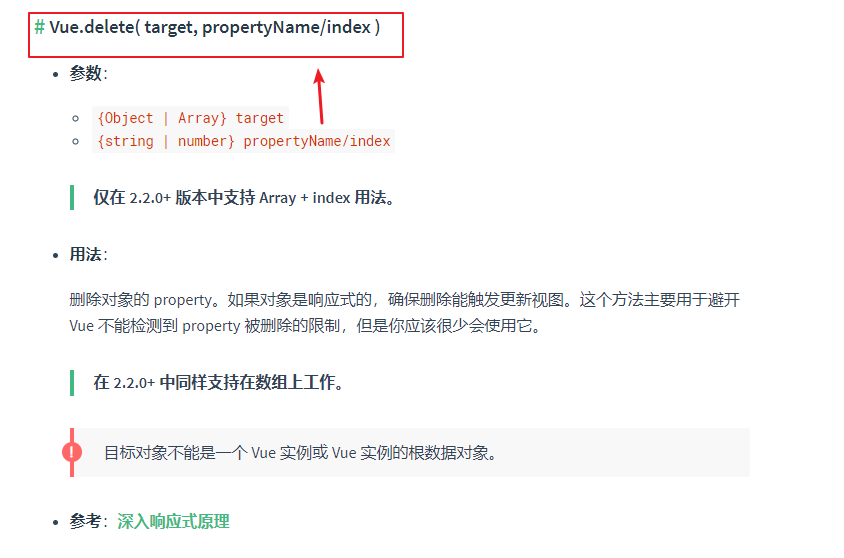 # Vue.delete( target, propertyName/index )
参数：
{Object | Array} target
{string | number} propertyName/index
仅在 2.2.0+ 版本中支持 Array + index 用法。
用法：
删除对象的 property。如果对象是响应式的，确保删除能触发更新视图。这个方法主要用于避开
Vue 不能检测到 property 被删除的限制，但是你应该很少会使用它。
在 2.2.0+ 中同样支持在数组上工作。
!
目标对象不能是一个 Vue 实例或 Vue 实例的根数据对象。
参考：深入响应式原理